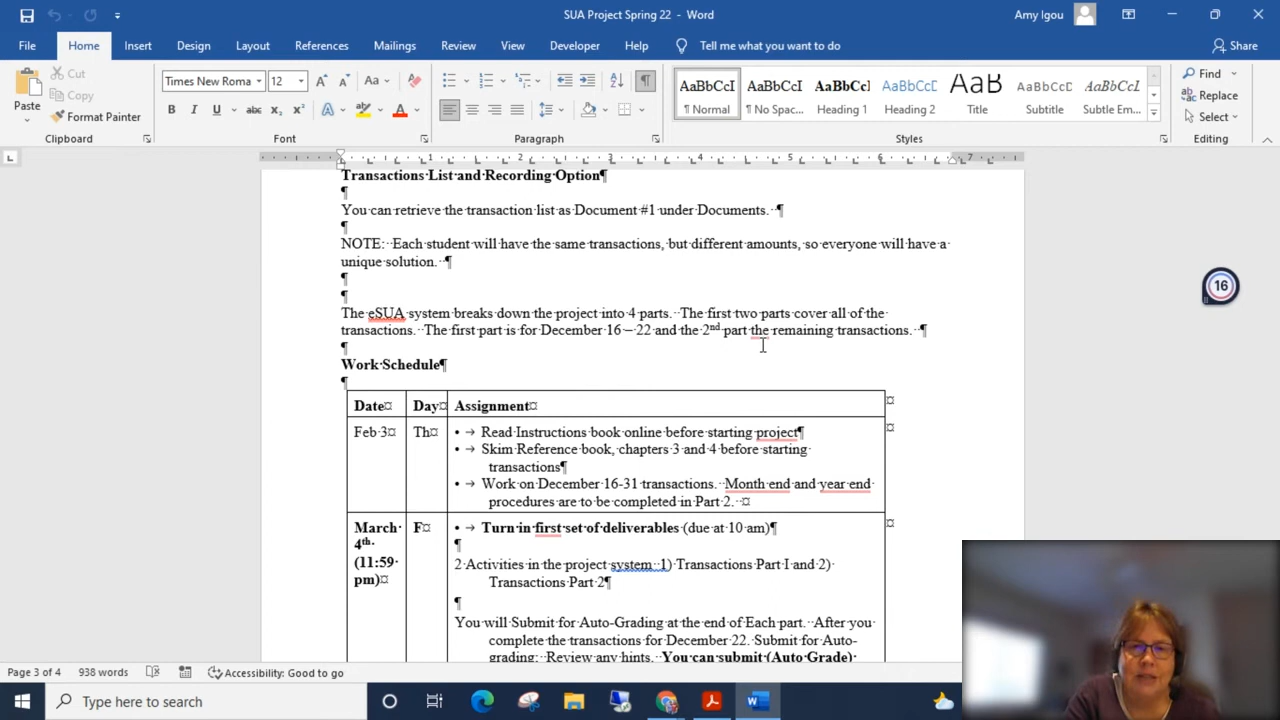 SUA Project Spring 22 - Word
Amy Igou
File Home Insert Design Layout References Mailings Review View Developer Help Tell me what you want to do Share
Paste
Cut
Copy
Format Painter
Clipboard
Times New Roma 12
Font
Paragraph
AaBbCcI AaBbCcI AaBbCc AaBbCcD AaB AaBbCcD AaBbCcI
¶ Normal ¶ No Spac... Heading 1 Heading 2 Title Subtitle Subtle Em...
Styles
Find
Replace
Select
Editing
1 2 3 4 5 6 7
Transactions List and Recording Option¶
¶
You can retrieve the transaction list as Document #1 under Documents. ¶
¶
NOTE: Each student will have the same transactions, but different amounts, so everyone will have a
unique solution. ¶
¶
¶
The eSUA system breaks down the project into 4 parts. The first two parts cover all of the
transactions. The first part is for December 16 – 22 and the 2nd part the remaining transactions. ¶
¶
Work Schedule¶
¶
Date Day Assignment
Feb 3 Th • → Read Instructions book online before starting project¶
• → Skim Reference book, chapters 3 and 4 before starting
transactions¶
• → Work on December 16-31 transactions. Month end and year end
procedures are to be completed in Part 2.
March 4th (11:59 pm) F • → Turn in first set of deliverables (due at 10 am)¶
¶
2 Activities in the project system 1) Transactions Part I and 2)
Transactions Part 2¶
¶
You will Submit for Auto-Grading at the end of Each part. After you
complete the transactions for December 22. Submit for Auto-
grading: Review any hints. You can submit (Auto Grade)
16
Page 3 of 4 938 words Accessibility: Good to go
Type here to search